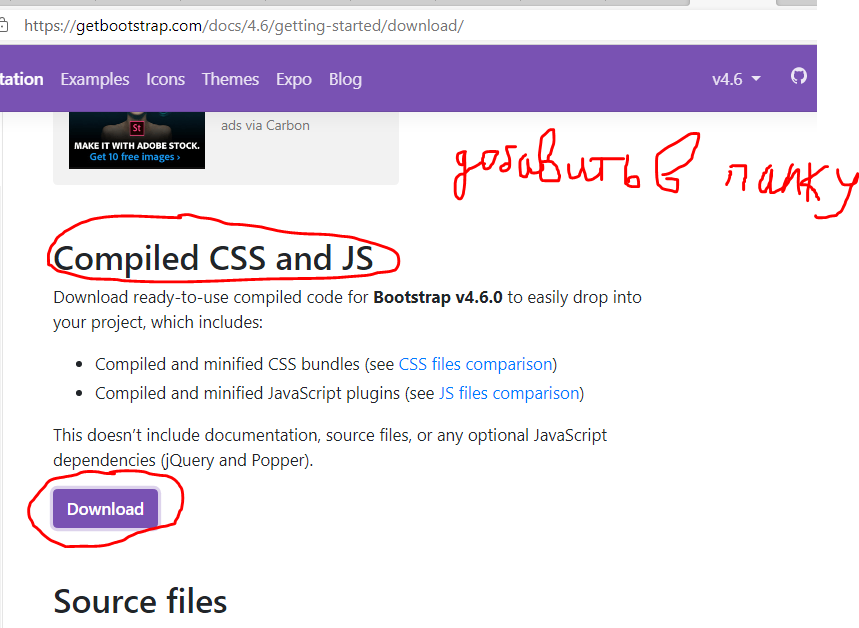 https://getbootstrap.com/docs/4.6/getting-started/download/
tation Examples Icons Themes Expo Blog v4.6
St
MAKE IT WITH ADOBE STOCK.
Get 10 free images ›
ads via Carbon
добавить в папку
Compiled CSS and JS
Download ready-to-use compiled code for Bootstrap v4.6.0 to easily drop into
your project, which includes:
• Compiled and minified CSS bundles (see CSS files comparison)
• Compiled and minified JavaScript plugins (see JS files comparison)
This doesn’t include documentation, source files, or any optional JavaScript
dependencies (jQuery and Popper).
Download
Source files